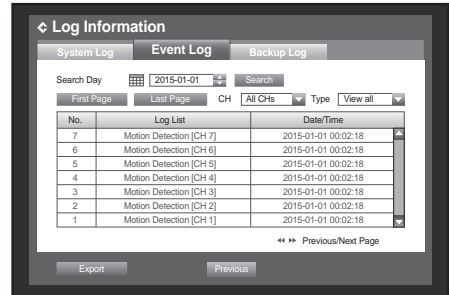 Log Information
System Log Event Log Backup Log
Search Day 2015-01-01 Search
First Page Last Page CH All CHs Type View all
No. Log List Date/Time
7 Motion Detection [CH 7] 2015-01-01 00:02:18
6 Motion Detection [CH 6] 2015-01-01 00:02:18
5 Motion Detection [CH 5] 2015-01-01 00:02:18
4 Motion Detection [CH 4] 2015-01-01 00:02:18
3 Motion Detection [CH 3] 2015-01-01 00:02:18
2 Motion Detection [CH 2] 2015-01-01 00:02:18
1 Motion Detection [CH 1] 2015-01-01 00:02:18
Previous/Next Page
Export Previous